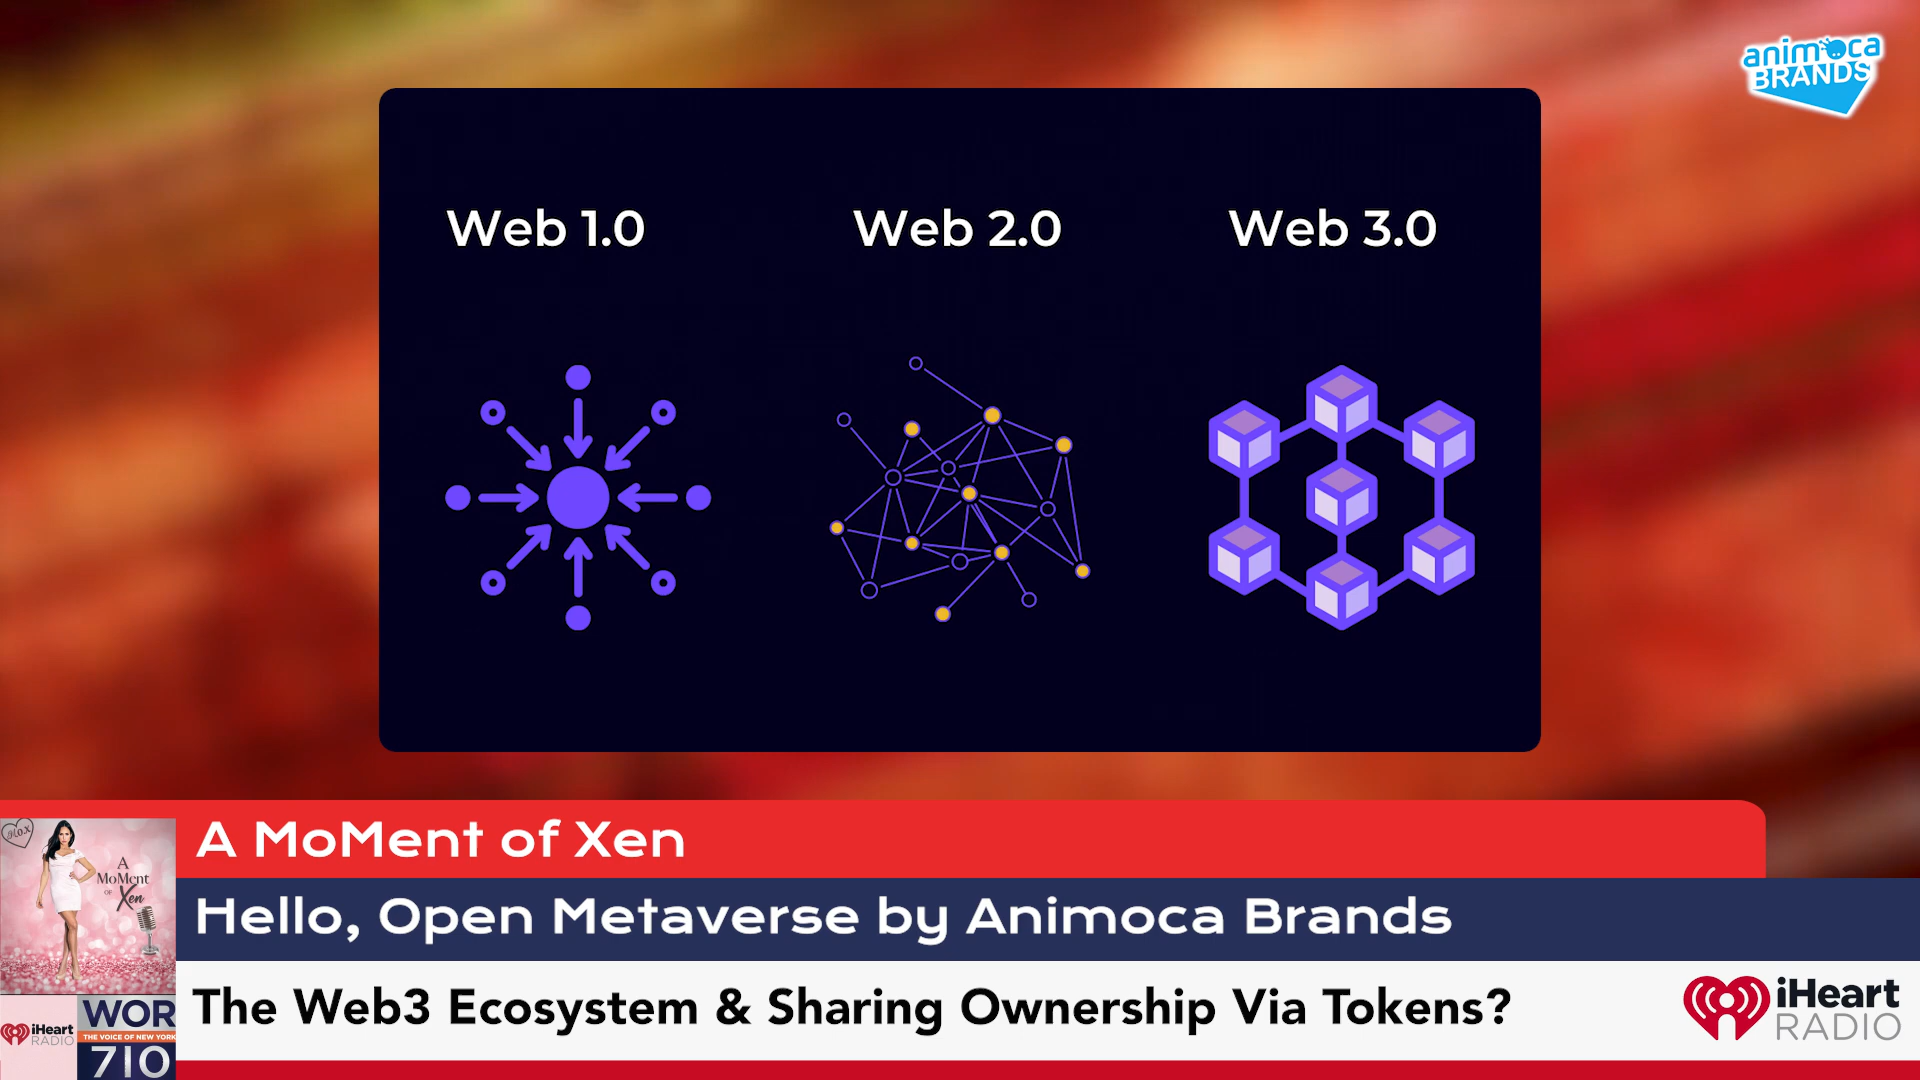 animoca
BRANDS
Web 1.0
Web 2.0
Web 3.0
A MoMent of Xen
Hello, Open Metaverse by Animoca Brands
The Web3 Ecosystem & Sharing Ownership Via Tokens?
iHeart
RADIO
M.O.X
A
MoMent
OF
Xen
iHeart
RADIO
WOR
THE VOICE OF NEW YORK
710